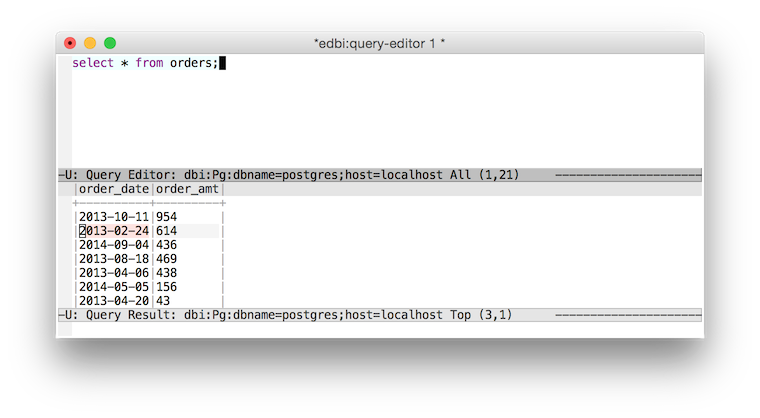 *edbi:query-editor 1 *
select * from orders;
-U: Query Editor: dbi:Pg:dbname=postgres;host=localhost All (1,21) ----------------------
|order_date|order_amt|
+----------+---------+
|2013-10-11|954      |
|2013-02-24|614      |
|2014-09-04|436      |
|2013-08-18|469      |
|2013-04-06|438      |
|2014-05-05|156      |
|2013-04-20|43       |
-U: Query Result: dbi:Pg:dbname=postgres;host=localhost Top (3,1) ----------------------